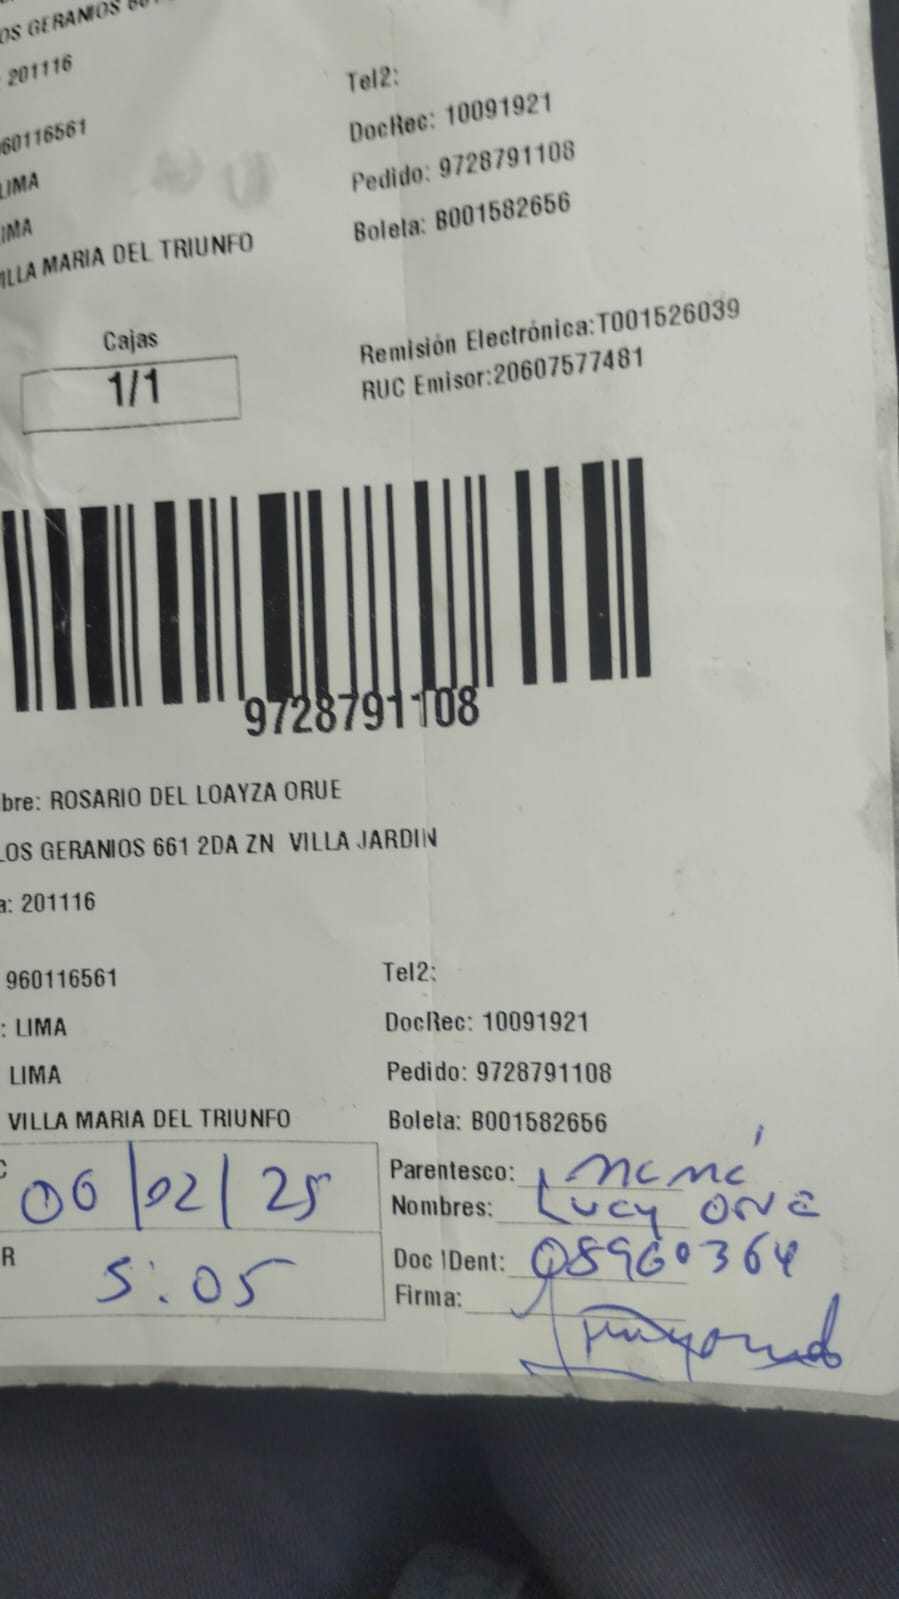 OS GERANIOS 661
: 201116
60116561
LIMA
IMA
VILLA MARIA DEL TRIUNFO
Tel2:
DocRec: 10091921
Pedido: 9728791108
Boleta: B001582656
Cajas
1/1
Remisión Electrónica:T001526039
RUC Emisor:20607577481
9728791108
bre: ROSARIO DEL LOAYZA ORUE
LOS GERANIOS 661 2DA ZN VILLA JARDIN
a: 201116
960116561
: LIMA
LIMA
VILLA MARIA DEL TRIUNFO
Tel2:
DocRec: 10091921
Pedido: 9728791108
Boleta: B001582656
C 06/02/25
R 5:05
Parentesco: mamá
Nombres: Lucy Orue
Doc IDent: 08960364
Firma: